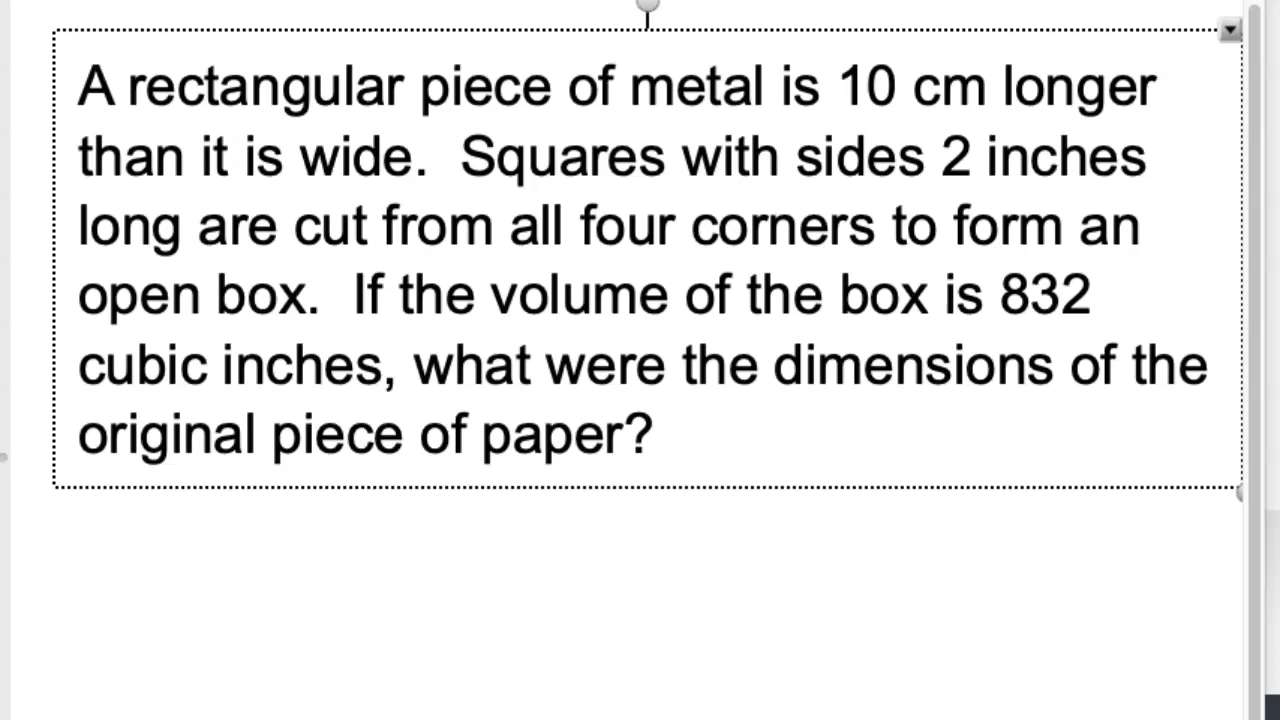 A rectangular piece of metal is 10 cm longer
than it is wide.  Squares with sides 2 inches
long are cut from all four corners to form an
open box.  If the volume of the box is 832
cubic inches, what were the dimensions of the
original piece of paper?